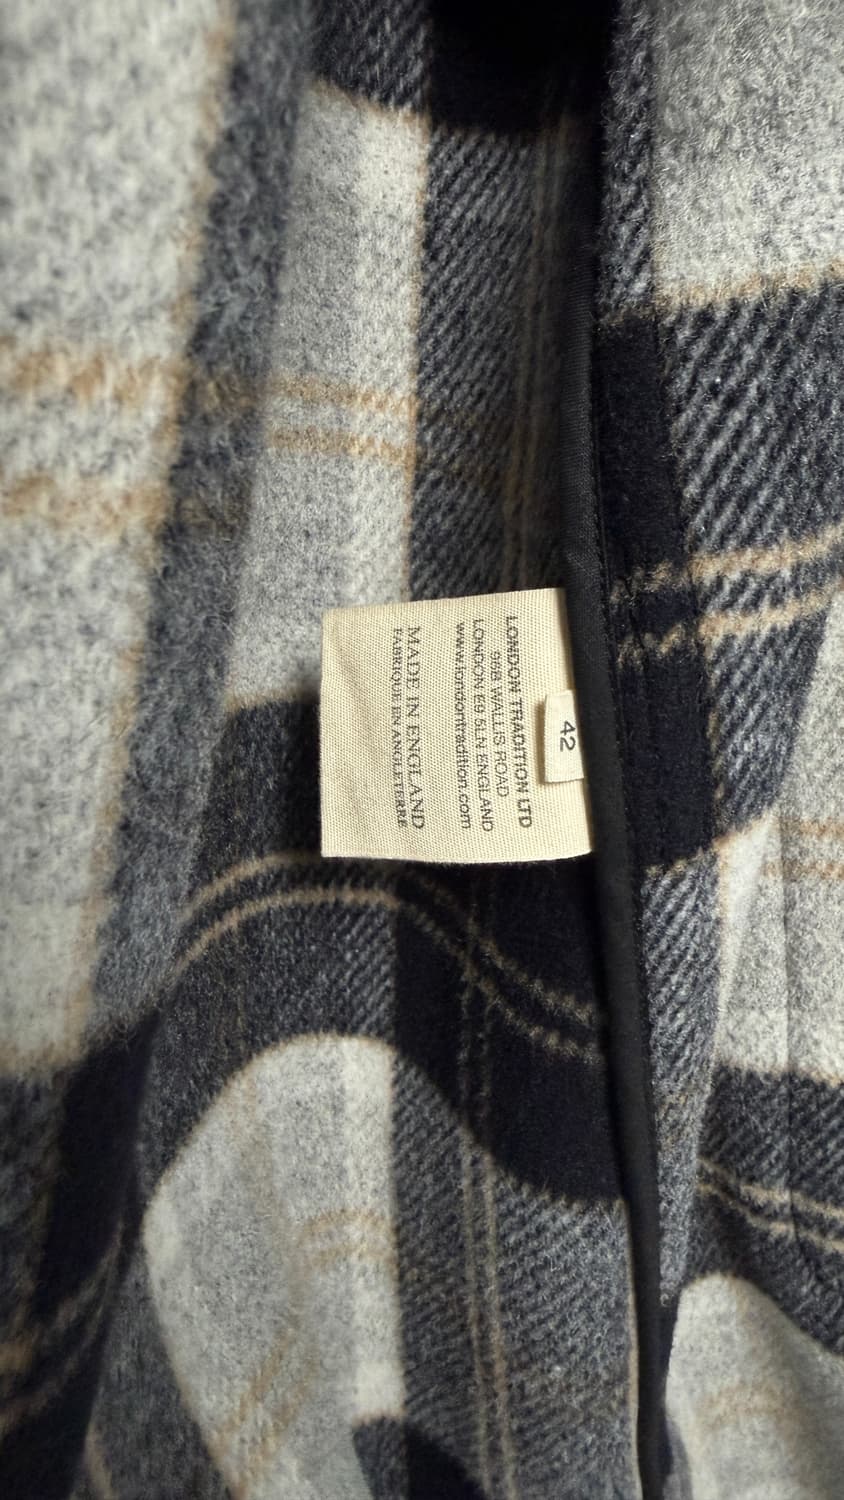 42
LONDON TRADITION LTD
96B WALLIS ROAD
LONDON E9 5LN ENGLAND
www.londontradition.com
MADE IN ENGLAND
FABRIQUE EN ANGLETERRE